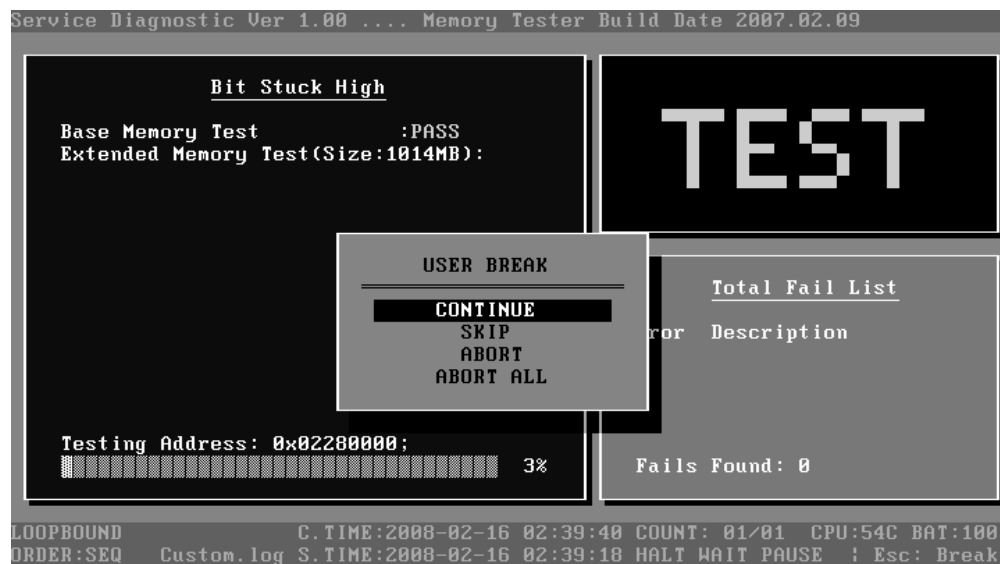 Service Diagnostic Ver 1.00 .... Memory Tester Build Date 2007.02.09
Bit Stuck High
Base Memory Test :PASS
Extended Memory Test(Size:1014MB):
TEST
USER BREAK
CONTINUE
SKIP
ABORT
ABORT ALL
Total Fail List
ror Description
Testing Address: 0x02280000;
3%
Fails Found: 0
LOOPBOUND C.TIME:2008-02-16 02:39:40 COUNT: 01/01 CPU:54C BAT:100
ORDER:SEQ Custom.log S.TIME:2008-02-16 02:39:18 HALT WAIT PAUSE ¦ Esc: Break